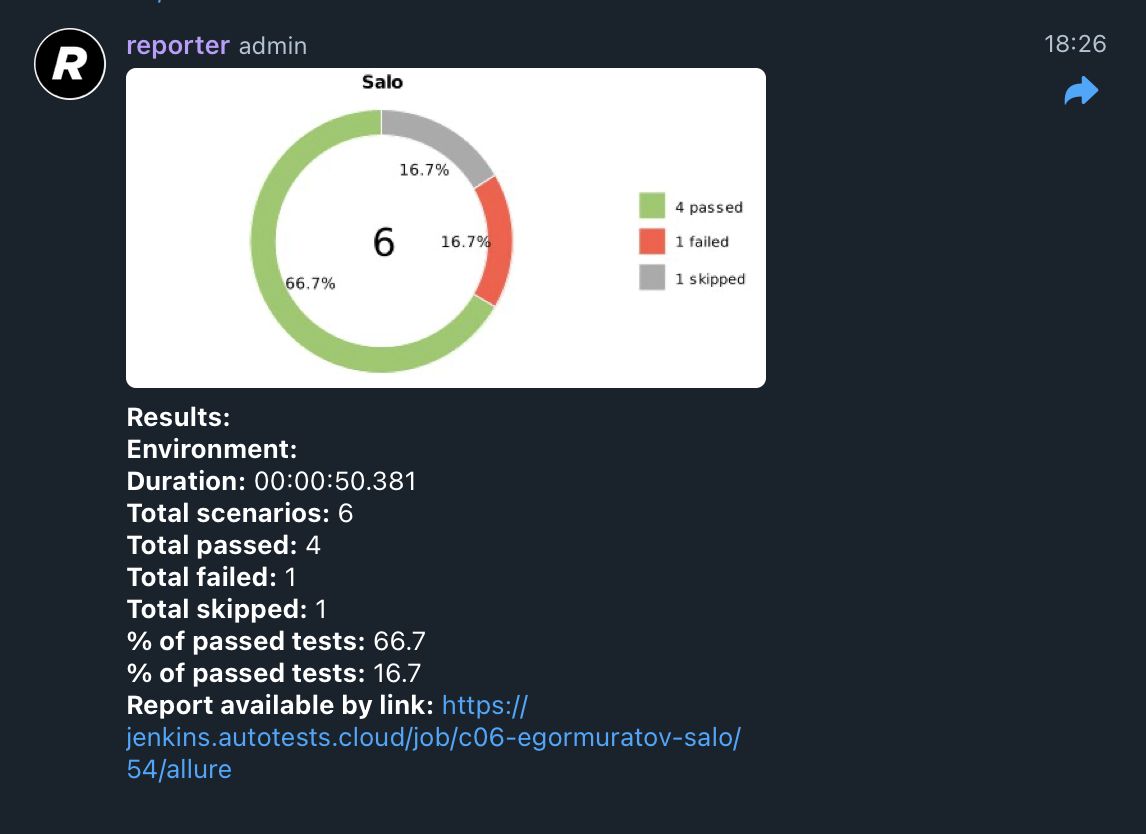 R
reporter admin
18:26
Salo
16.7%
6
16.7%
66.7%
4 passed
1 failed
1 skipped
Results:
Environment:
Duration: 00:00:50.381
Total scenarios: 6
Total passed: 4
Total failed: 1
Total skipped: 1
% of passed tests: 66.7
% of passed tests: 16.7
Report available by link: https://
jenkins.autotests.cloud/job/c06-egormuratov-salo/
54/allure